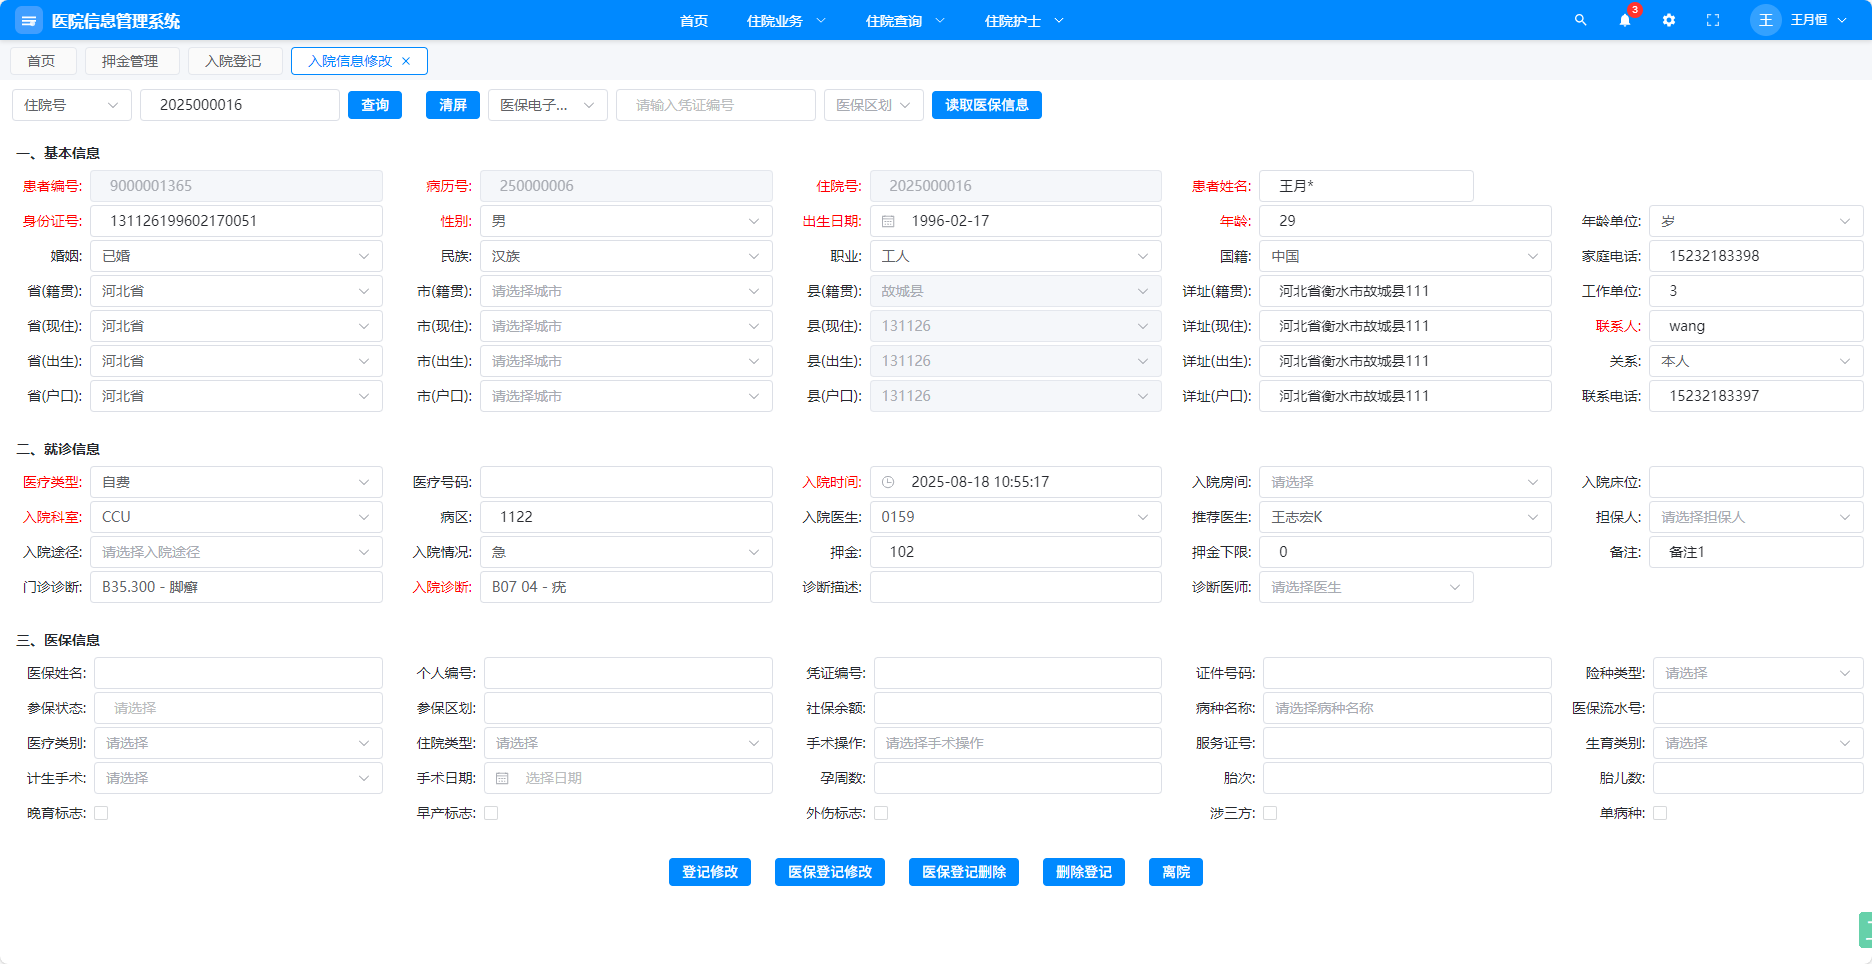 医院信息管理系统 首页 住院业务 住院查询 住院护士 3 王 王月恒
首页 押金管理 入院登记 入院信息修改 ×
住院号 2025000016 查询 清屏 医保电子... 请输入凭证编号 医保区划 读取医保信息
一、基本信息
患者编号: 9000001365 病历号: 250000006 住院号: 2025000016 患者姓名: 王月*
身份证号: 131126199602170051 性别: 男 出生日期: 1996-02-17 年龄: 29 年龄单位: 岁
婚姻: 已婚 民族: 汉族 职业: 工人 国籍: 中国 家庭电话: 15232183398
省(籍贯): 河北省 市(籍贯): 请选择城市 县(籍贯): 故城县 详址(籍贯): 河北省衡水市故城县111 工作单位: 3
省(现住): 河北省 市(现住): 请选择城市 县(现住): 131126 详址(现住): 河北省衡水市故城县111 联系人: wang
省(出生): 河北省 市(出生): 请选择城市 县(出生): 131126 详址(出生): 河北省衡水市故城县111 关系: 本人
省(户口): 河北省 市(户口): 请选择城市 县(户口): 131126 详址(户口): 河北省衡水市故城县111 联系电话: 15232183397
二、就诊信息
医疗类型: 自费 医疗号码: 入院时间: 2025-08-18 10:55:17 入院房间: 请选择 入院床位:
入院科室: CCU 病区: 1122 入院医生: 0159 推荐医生: 王志宏K 担保人: 请选择担保人
入院途径: 请选择入院途径 入院情况: 急 押金: 102 押金下限: 0 备注: 备注1
门诊诊断: B35.300 - 脚癣 入院诊断: B07 04 - 疣 诊断描述: 诊断医师: 请选择医生
三、医保信息
医保姓名: 个人编号: 凭证编号: 证件号码: 险种类型: 请选择
参保状态: 请选择 参保区划: 社保余额: 病种名称: 请选择病种名称 医保流水号:
医疗类别: 请选择 住院类型: 请选择 手术操作: 请选择手术操作 服务证号: 生育类别: 请选择
计生手术: 请选择 手术日期: 选择日期 孕周数: 胎次: 胎儿数:
晚育标志: 早产标志: 外伤标志: 涉三方: 单病种:
登记修改 医保登记修改 医保登记删除 删除登记 离院